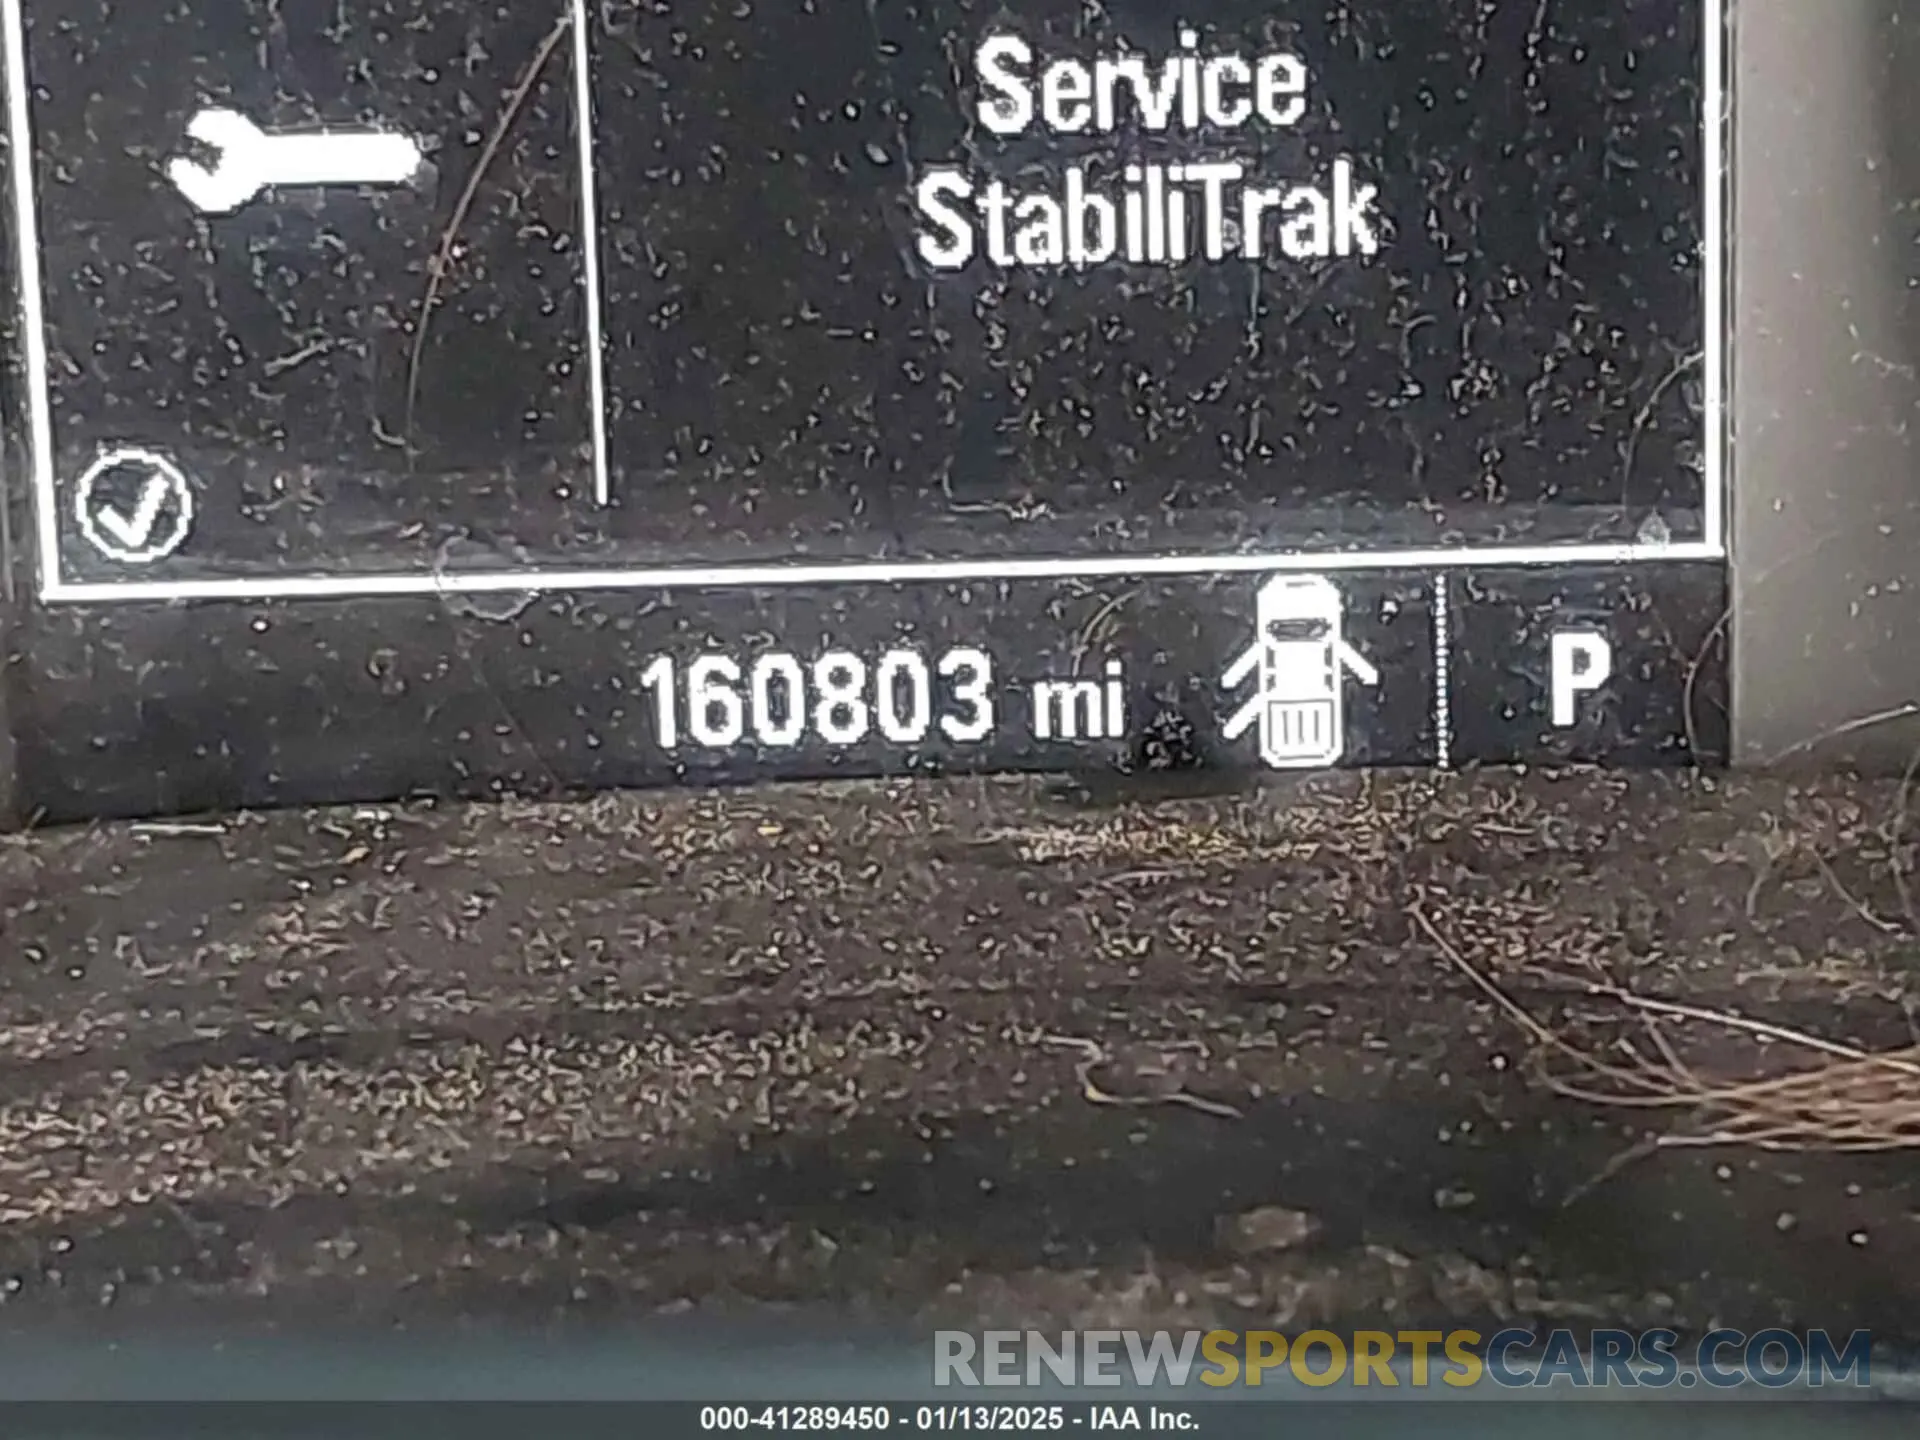 Service
StabiliTrak
160803 mi
P
RENEWSPORTSCARS.COM
000-41289450 - 01/13/2025 - IAA Inc.